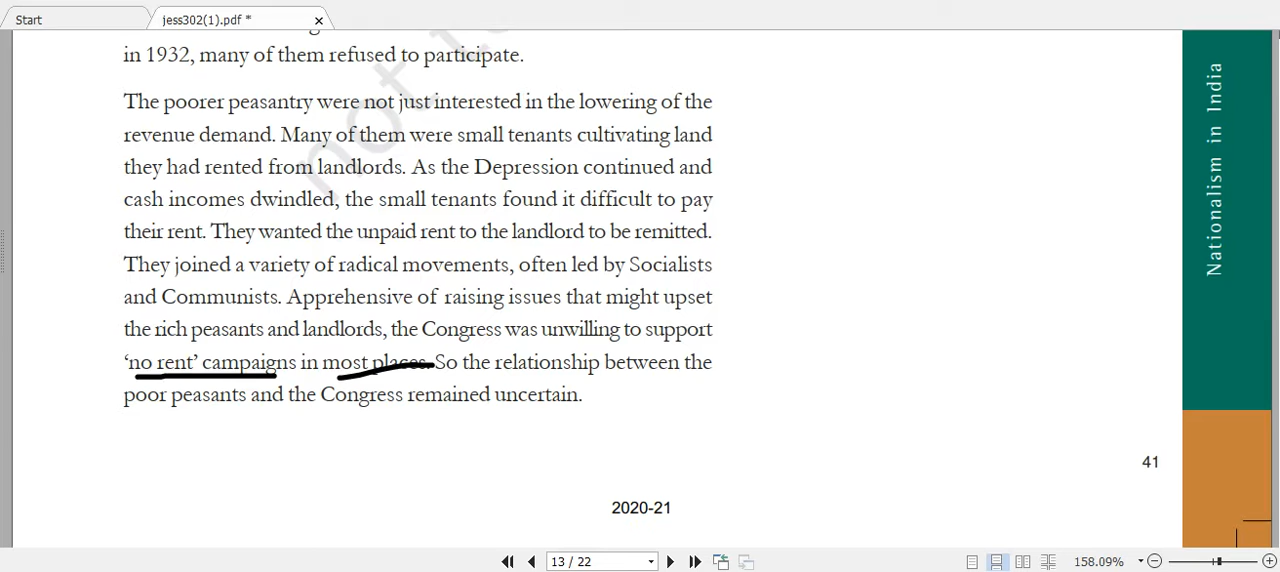 Start
jess302(1).pdf *
in 1932, many of them refused to participate.
The poorer peasantry were not just interested in the lowering of the
revenue demand. Many of them were small tenants cultivating land
they had rented from landlords. As the Depression continued and
cash incomes dwindled, the small tenants found it difficult to pay
their rent. They wanted the unpaid rent to the landlord to be remitted.
They joined a variety of radical movements, often led by Socialists
and Communists. Apprehensive of raising issues that might upset
the rich peasants and landlords, the Congress was unwilling to support
‘no rent’ campaigns in most places. So the relationship between the
poor peasants and the Congress remained uncertain.
Nationalism in India
41
2020-21
13 / 22
158.09%
not